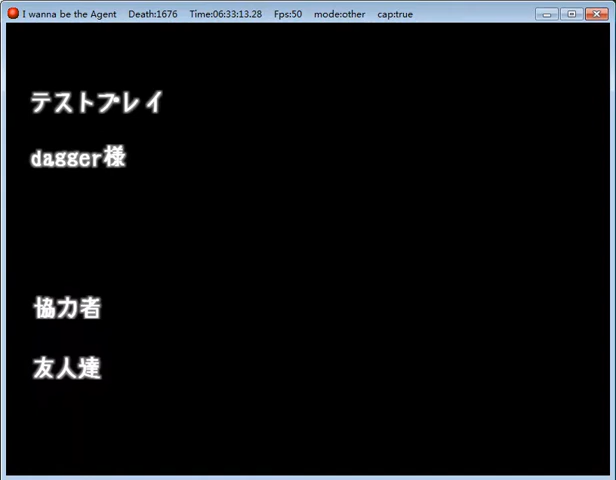 I wanna be the Agent Death:1676 Time:06:33:13.28 Fps:50 mode:other cap:true
テストプレイ
dagger様
協力者
友人達